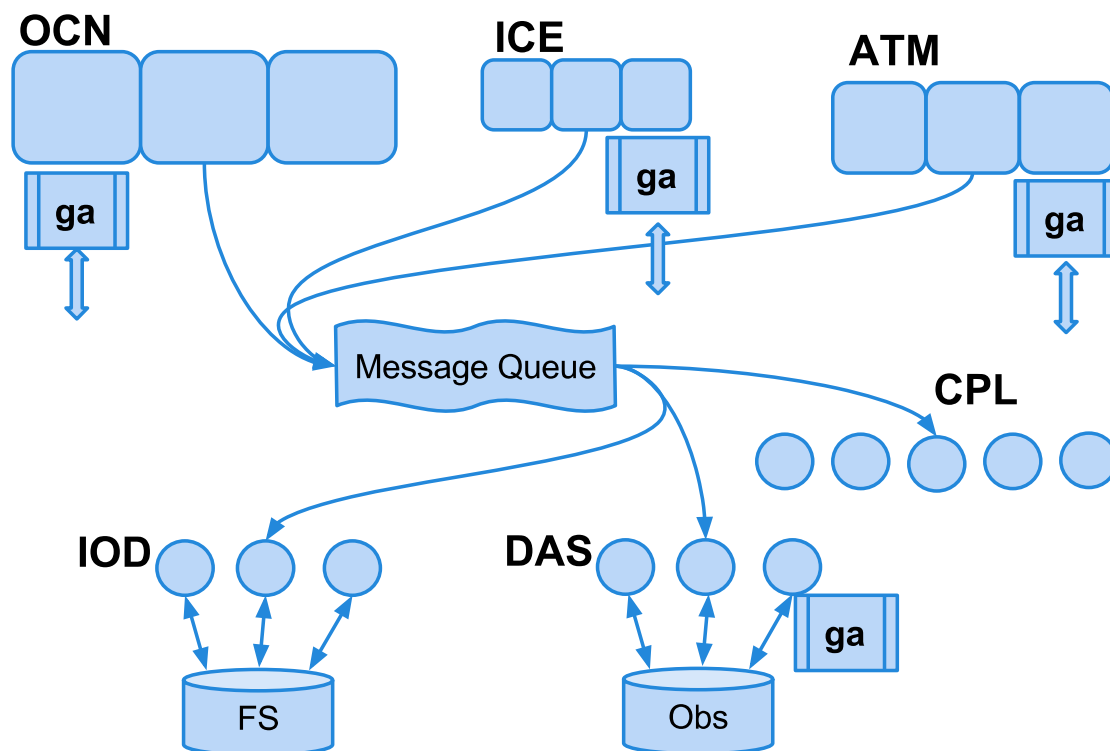 OCN
ICE
ATM
ga
ga
ga
Message Queue
CPL
IOD
DAS
ga
FS
Obs